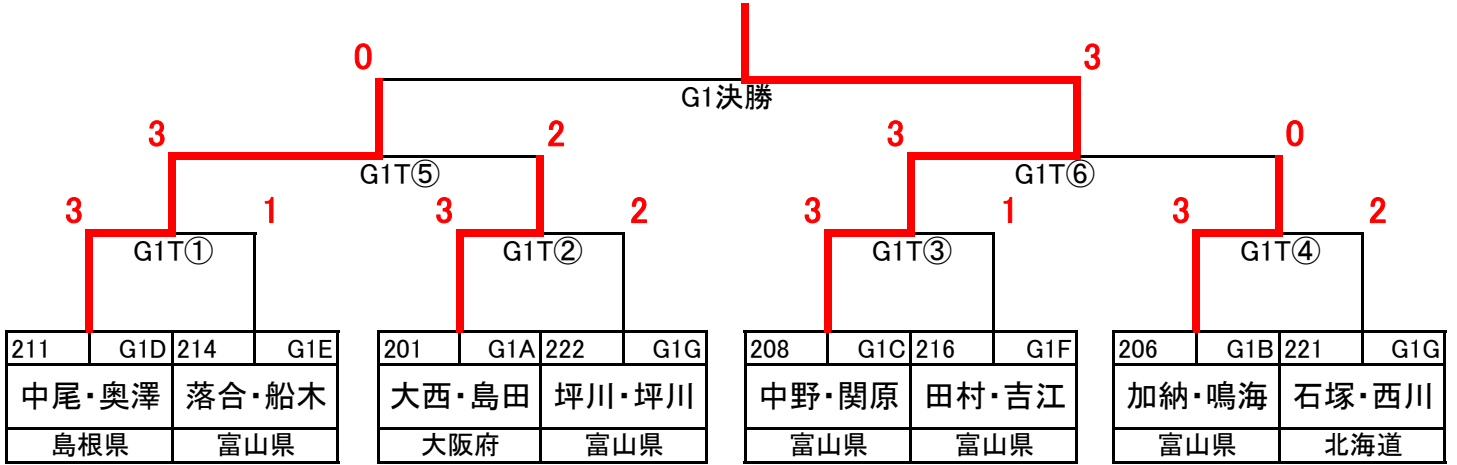 0 3
G1決勝
3 2 3 0
G1T⑤ G1T⑥
3 1 3 2 3 1 3 2
G1T① G1T② G1T③ G1T④
211 G1D 214 G1E 201 G1A 222 G1G 208 G1C 216 G1F 206 G1B 221 G1G
中尾・奥澤 落合・船木 大西・島田 坪川・坪川 中野・関原 田村・吉江 加納・鳴海 石塚・西川
島根県 富山県 大阪府 富山県 富山県 富山県 富山県 北海道